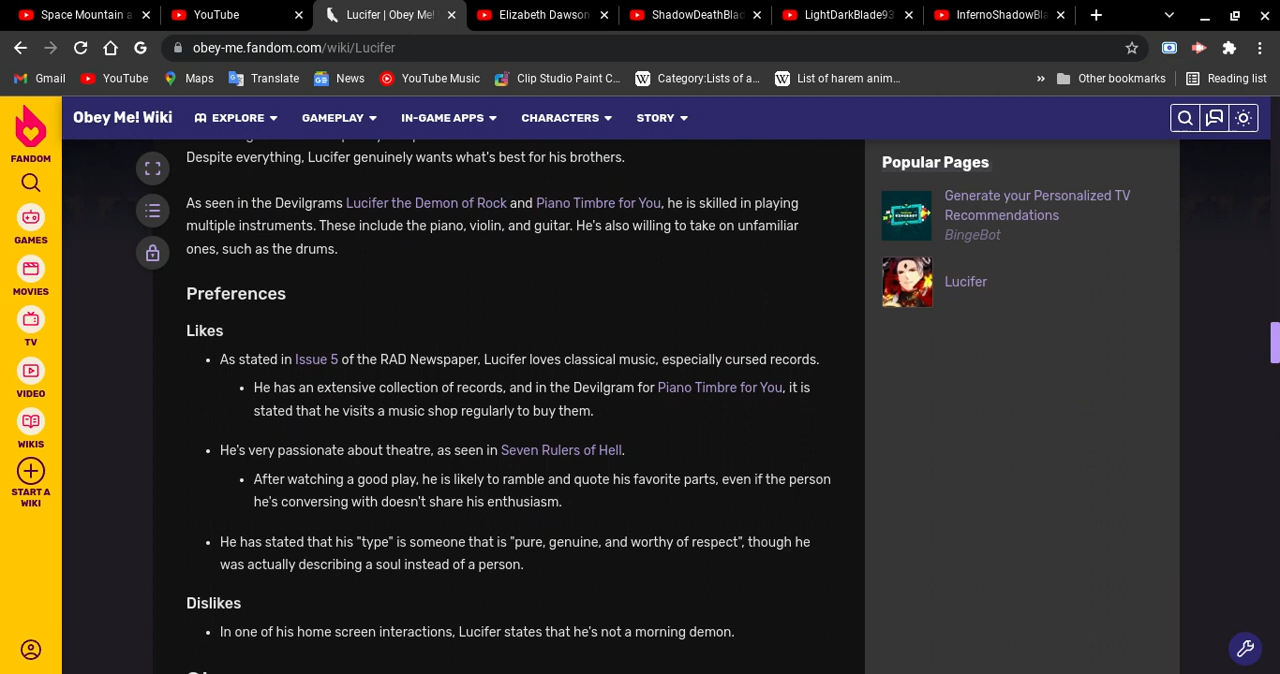 Space Mountain a
YouTube
Lucifer | Obey Me!
Elizabeth Dawson
ShadowDeathBlad
LightDarkBlade93
InfernoShadowBla
obey-me.fandom.com/wiki/Lucifer
Gmail
YouTube
Maps
Translate
News
YouTube Music
Clip Studio Paint C...
Category:Lists of a...
List of harem anim...
»
Other bookmarks
Reading list
FANDOM
GAMES
MOVIES
TV
VIDEO
WIKIS
START A
WIKI
Obey Me! Wiki
EXPLORE
GAMEPLAY
IN-GAME APPS
CHARACTERS
STORY
Despite everything, Lucifer genuinely wants what's best for his brothers.
As seen in the Devilgrams Lucifer the Demon of Rock and Piano Timbre for You, he is skilled in playing
multiple instruments. These include the piano, violin, and guitar. He's also willing to take on unfamiliar
ones, such as the drums.
Preferences
Likes
• As stated in Issue 5 of the RAD Newspaper, Lucifer loves classical music, especially cursed records.
• He has an extensive collection of records, and in the Devilgram for Piano Timbre for You, it is
stated that he visits a music shop regularly to buy them.
• He's very passionate about theatre, as seen in Seven Rulers of Hell.
• After watching a good play, he is likely to ramble and quote his favorite parts, even if the person
he's conversing with doesn't share his enthusiasm.
• He has stated that his "type" is someone that is "pure, genuine, and worthy of respect", though he
was actually describing a soul instead of a person.
Dislikes
• In one of his home screen interactions, Lucifer states that he's not a morning demon.
Popular Pages
Generate your Personalized TV
Recommendations
BingeBot
Lucifer